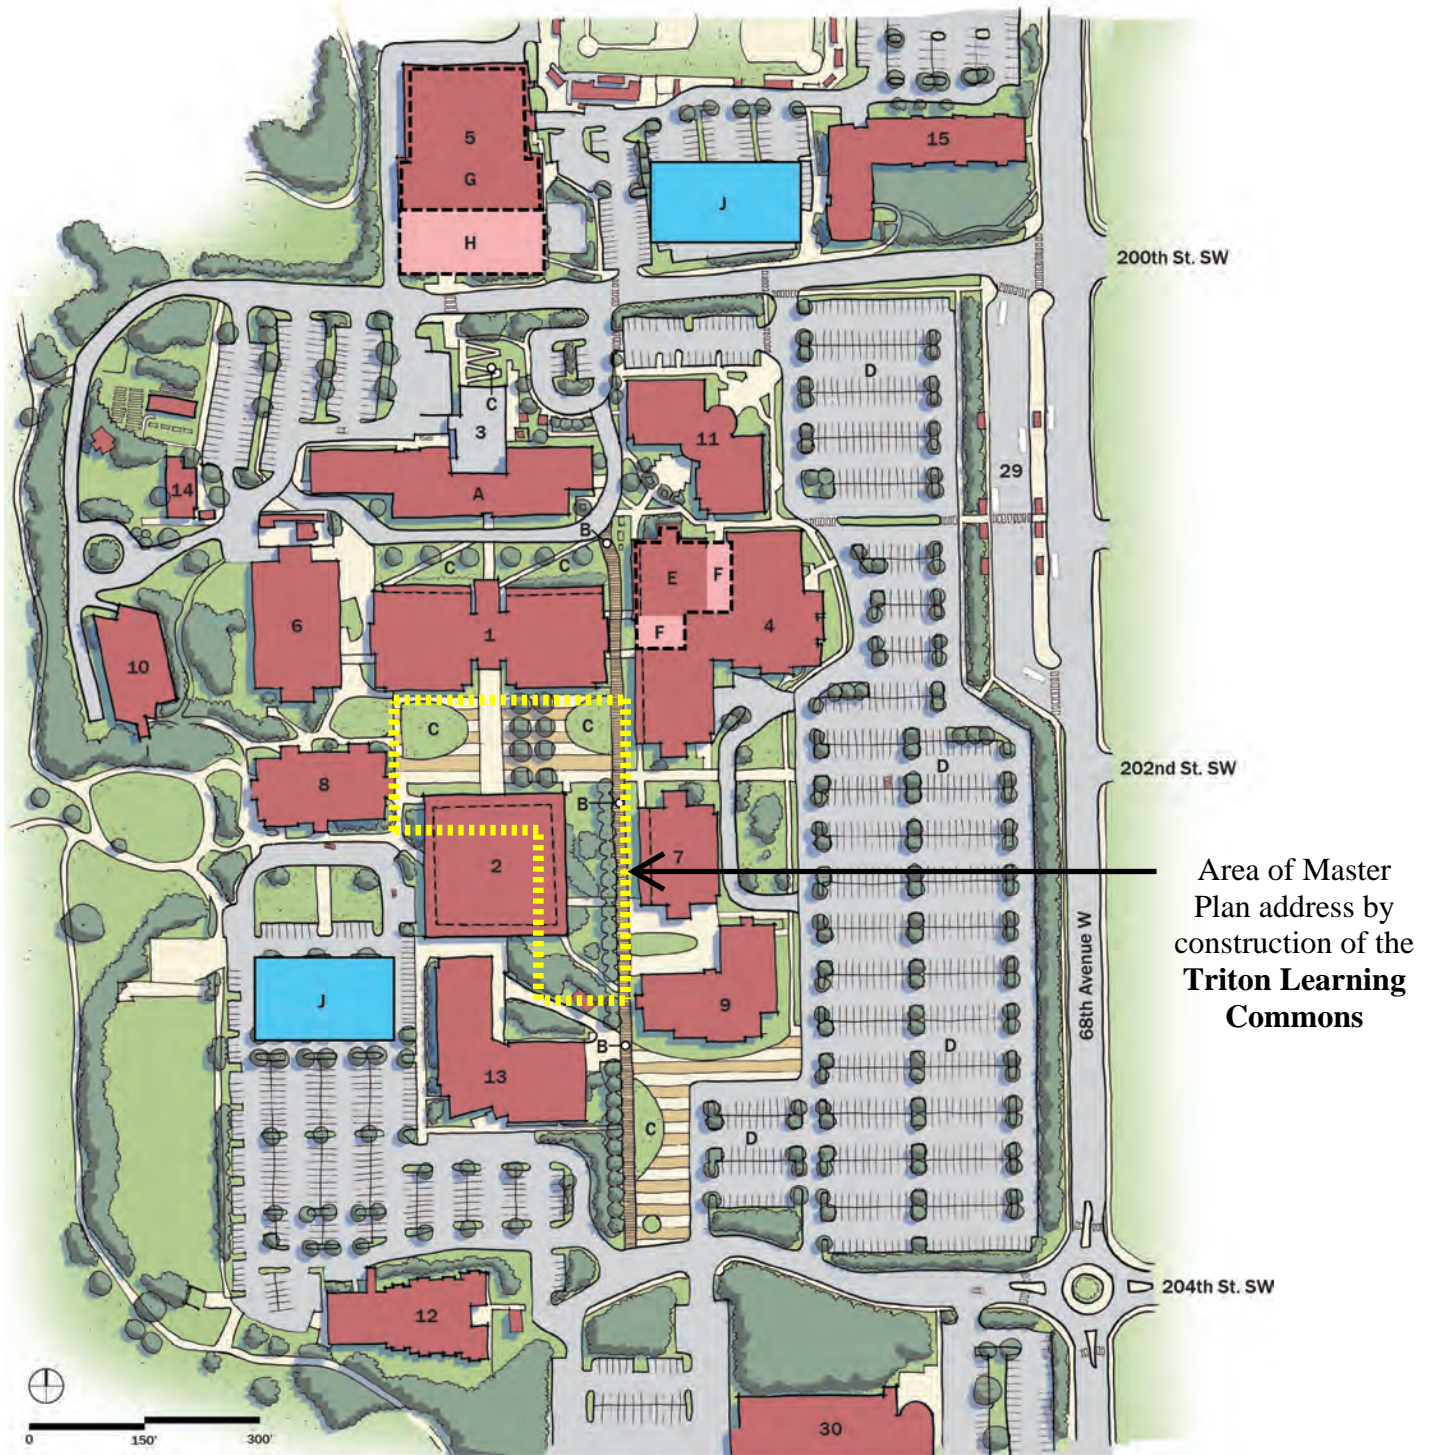 5
15
G
J
H
200th St. SW
D
C
3
11
29
14
A
B
C
C
E
F
6
1
F
4
10
C
C
202nd St. SW
D
8
B
2
7
Area of Master
Plan address by
construction of the
Triton Learning
Commons
68th Avenue W
J
9
B
D
13
C
D
204th St. SW
12
30
0
150'
300'